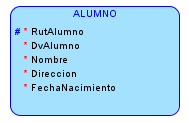 ALUMNO
# * RutAlumno
* DvAlumno
* Nombre
* Direccion
* FechaNacimiento